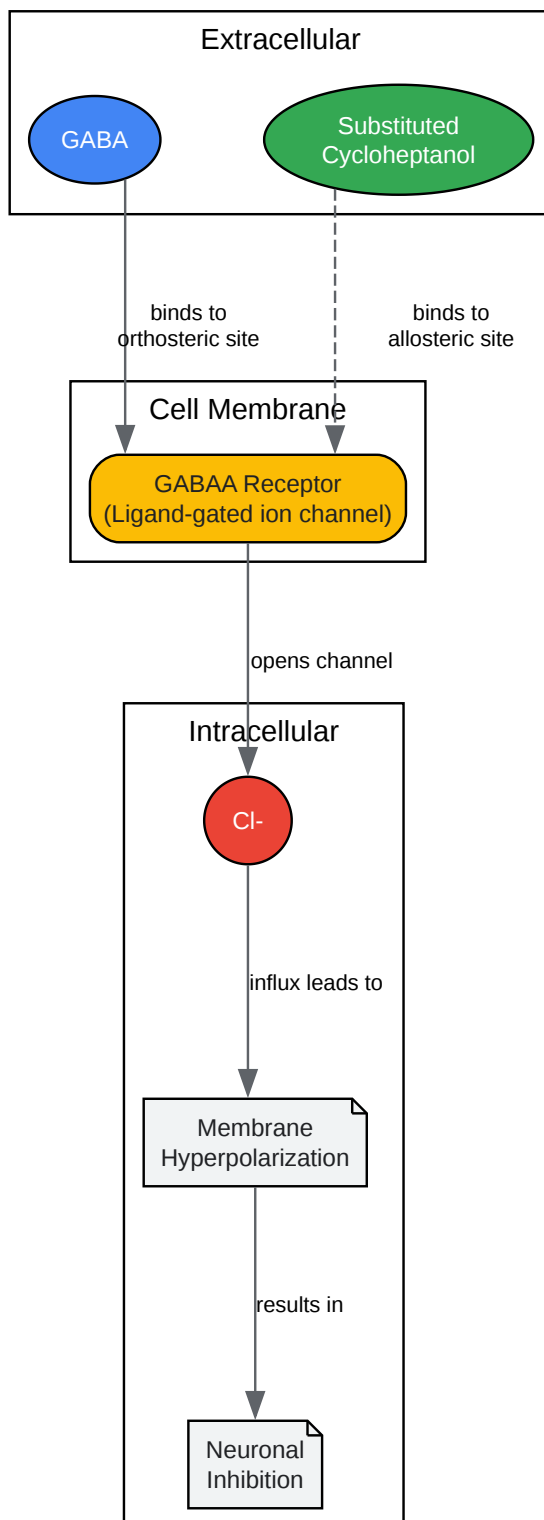 Extracellular
GABA
Substituted
Cycloheptanol
binds to
orthosteric site
binds to
allosteric site
Cell Membrane
GABAA Receptor
(Ligand-gated ion channel)
opens channel
Intracellular
Cl-
influx leads to
Membrane
Hyperpolarization
results in
Neuronal
Inhibition